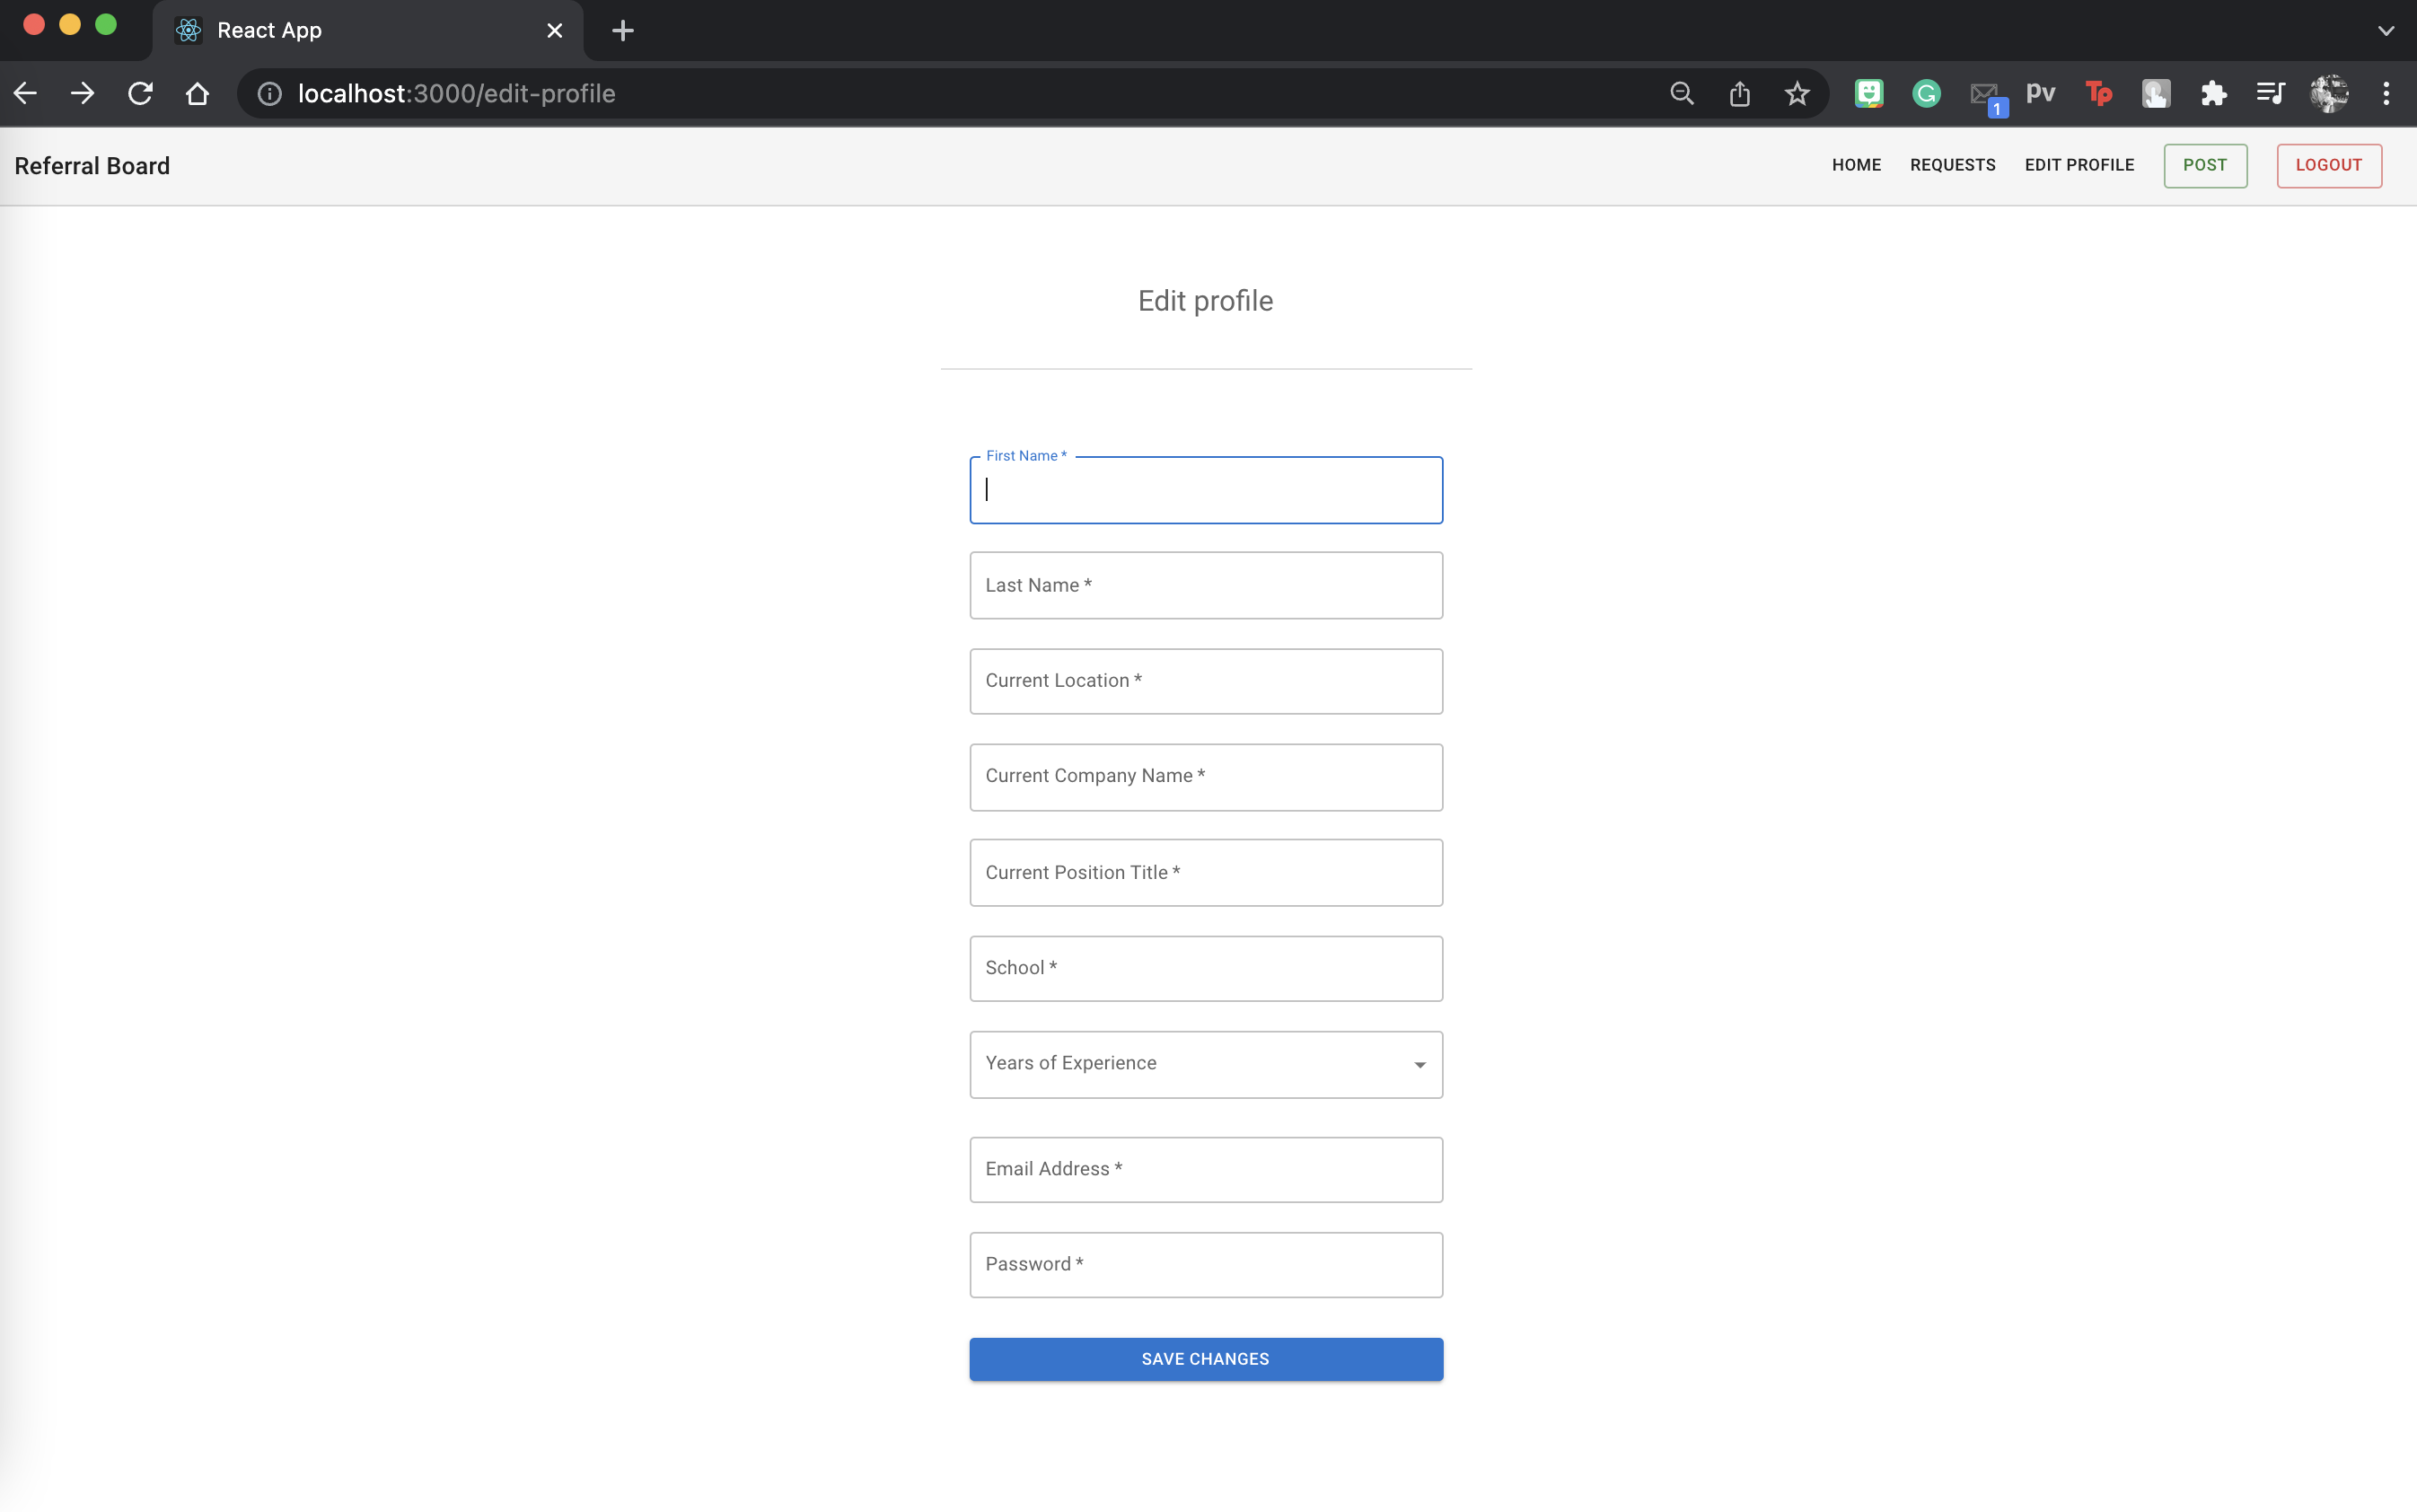 React App
localhost:3000/edit-profile
1
pv
Tp
Referral Board
HOME
REQUESTS
EDIT PROFILE
POST
LOGOUT
Edit profile
First Name *
Last Name *
Current Location *
Current Company Name *
Current Position Title *
School *
Years of Experience
Email Address *
Password *
SAVE CHANGES